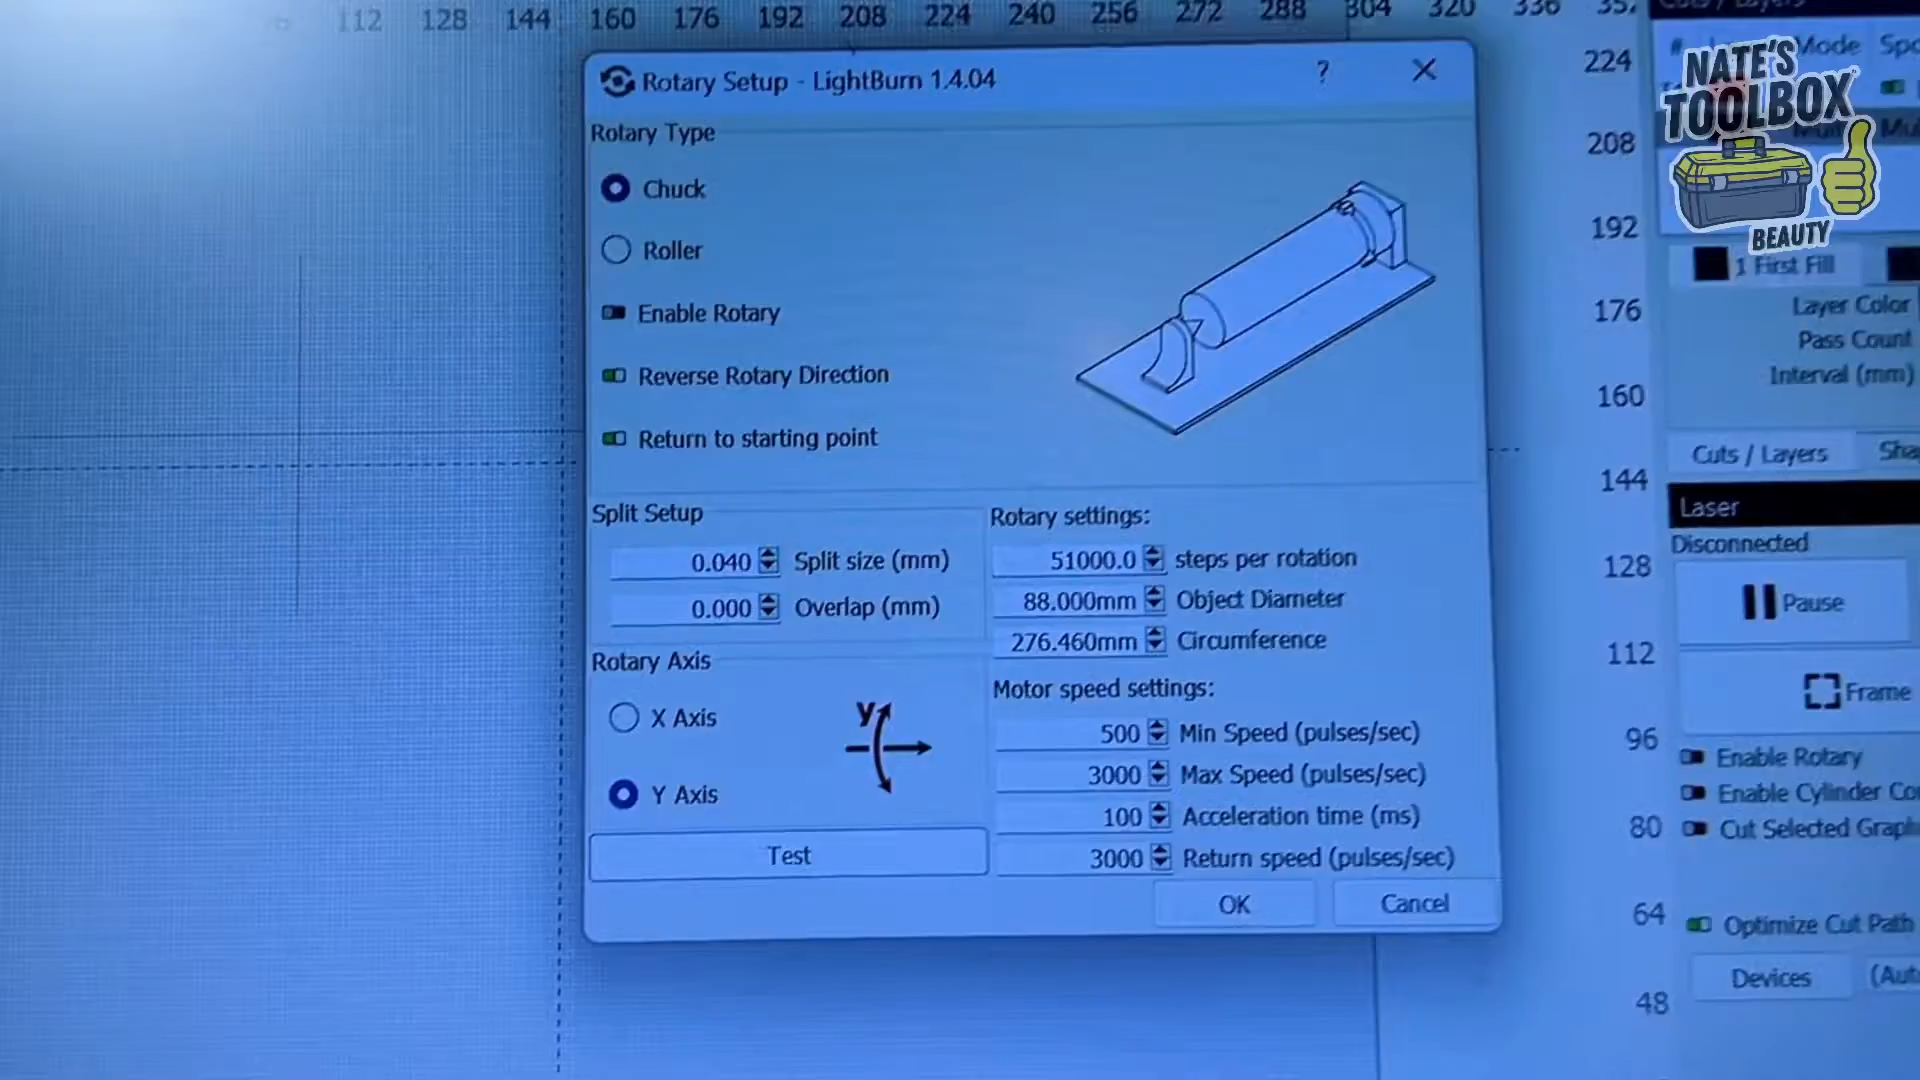 112 128 144 160 176 192 208 224 240 256 272 288 304 320 336
Rotary Setup - LightBurn 1.4.04
?
Rotary Type
Chuck
Roller
Enable Rotary
Reverse Rotary Direction
Return to starting point
Split Setup
0.040 Split size (mm)
0.000 Overlap (mm)
Rotary Axis
X Axis
Y Axis
y
Test
Rotary settings:
51000.0 steps per rotation
88.000mm Object Diameter
276.460mm Circumference
Motor speed settings:
500 Min Speed (pulses/sec)
3000 Max Speed (pulses/sec)
100 Acceleration time (ms)
3000 Return speed (pulses/sec)
OK
Cancel
224
208
192
176
160
144
128
112
96
80
64
48
Mode
NATE'S
TOOLBOX
BEAUTY
1 First Fill
Layer Color
Pass Count
Interval (mm)
Cuts / Layers
Laser
Disconnected
Pause
Frame
Enable Rotary
Enable Cylinder
Cut Selected
Optimize Cut Path
Devices